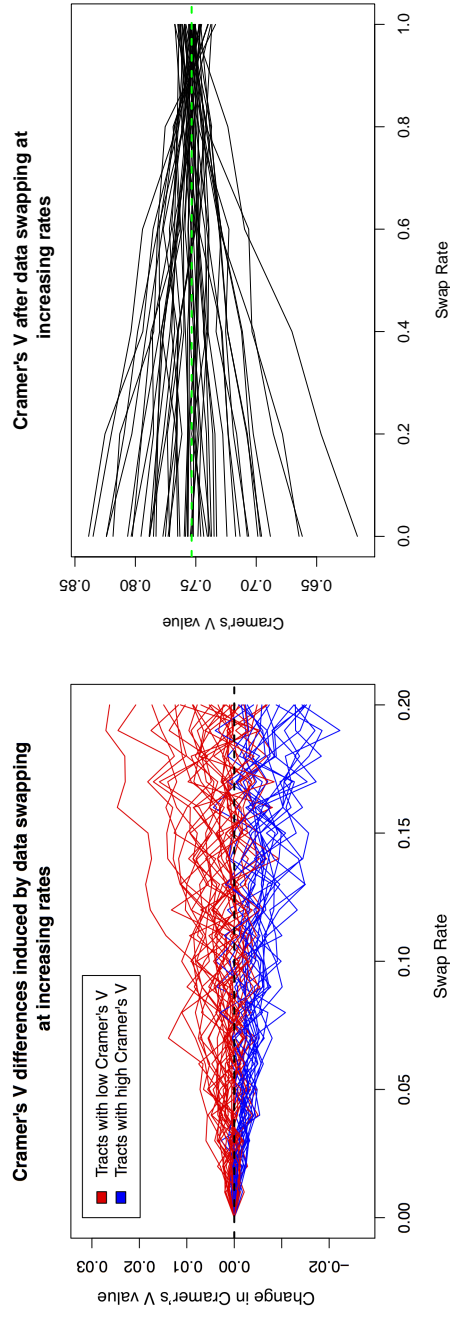 Cramer's V differences induced by data swapping
at increasing rates
Change in Cramer's V value
0.03
0.02
0.01
0.00
−0.02
Tracts with low Cramer's V
Tracts with high Cramer's V
0.00
0.05
0.10
0.15
0.20
Swap Rate
Cramer's V after data swapping at
increasing rates
Cramer's V value
0.85
0.80
0.75
0.70
0.65
0.0
0.2
0.4
0.6
0.8
1.0
Swap Rate